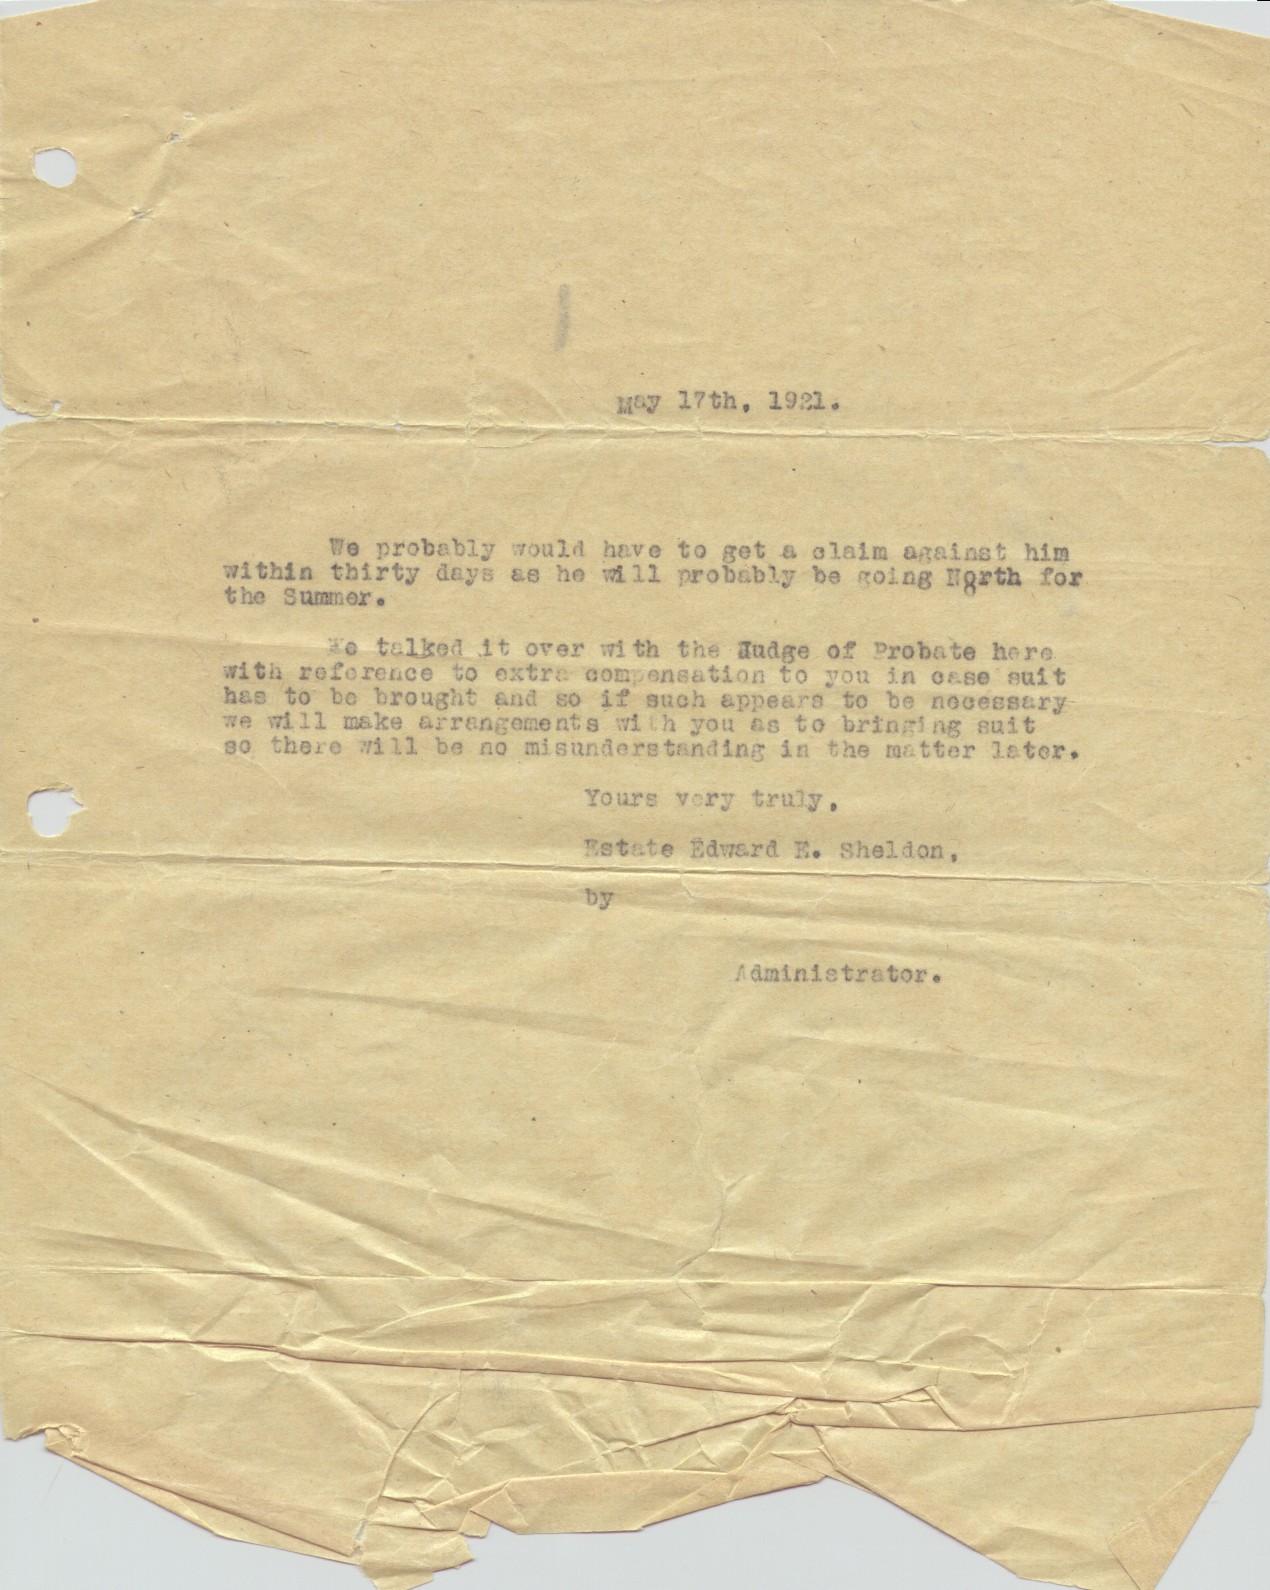 May 17th, 1921.
We probably would have to get a claim against him
within thirty days as he will probably be going North for
the Summer.
We talked it over with the Judge of Probate here
with reference to extra compensation to you in case suit
has to be brought and so if such appears to be necessary
we will make arrangements with you as to bringing suit
so there will be no misunderstanding in the matter later.
Yours very truly,
Estate Edward E. Sheldon,
by
Administrator.